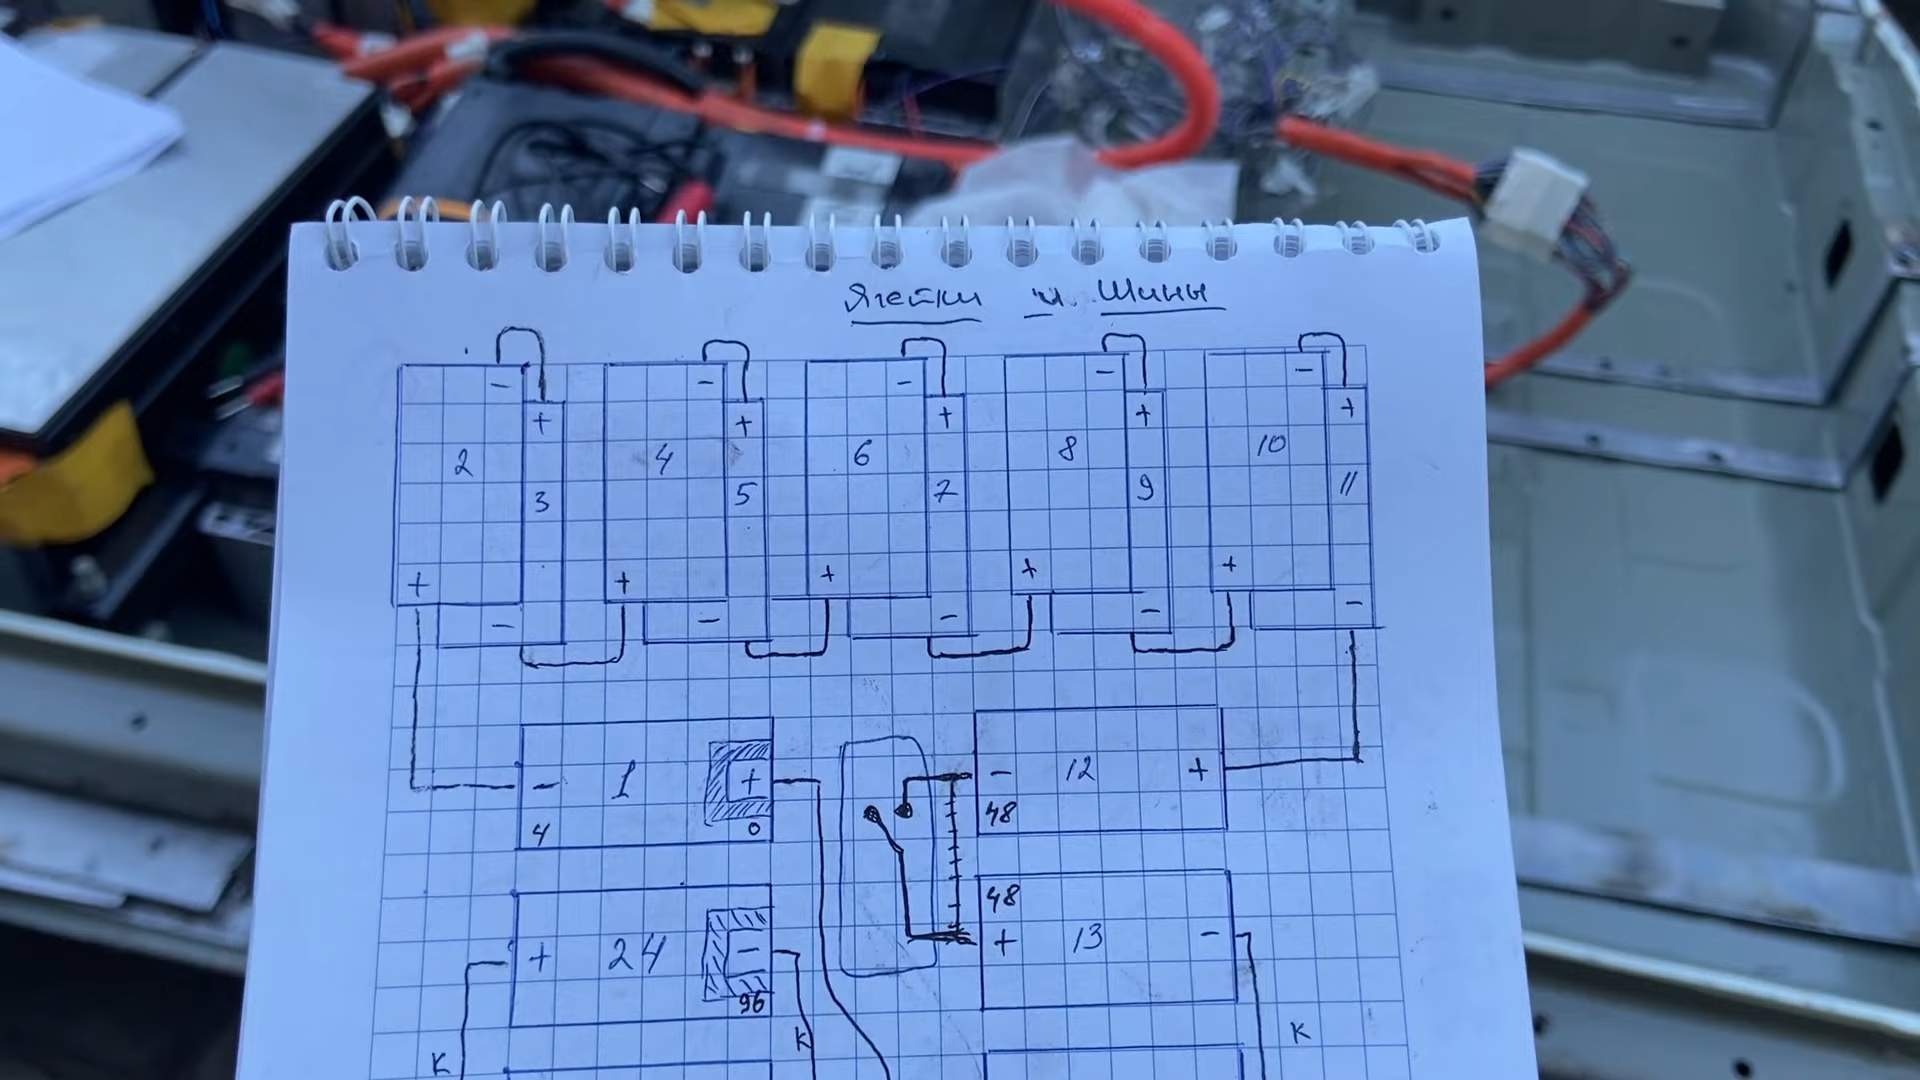 Ячейки и Шины
- - - - -
+ + + + +
2 4 6 8 10
3 5 7 9 11
+ + + + +
- - - - -
- 1 + - 12 +
4 0 48
48
+ 24 - + 13 -
96
К К К